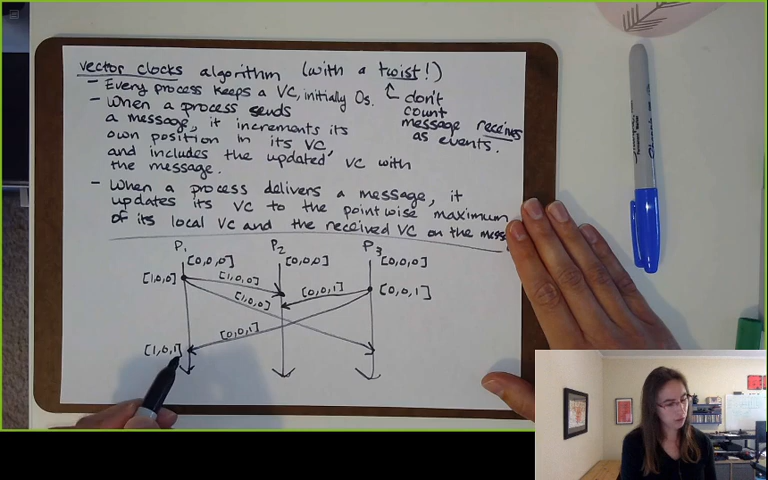 vector clocks algorithm (with a twist!)
- Every process keeps a VC, initially 0s.
don't
count
message receives
as events.
- When a process sends
a message, it increments its
own position in its VC
and includes the updated VC with
the message.
- When a process delivers a message, it
updates its VC to the pointwise maximum
of its local VC and the received VC on the
P1 P2 P3
[0,0,0] [0,0,0] [0,0,0]
[1,0,0] [1,0,0] [0,0,1] [0,0,1]
[1,0,0]
[0,0,1]
[1,0,1]